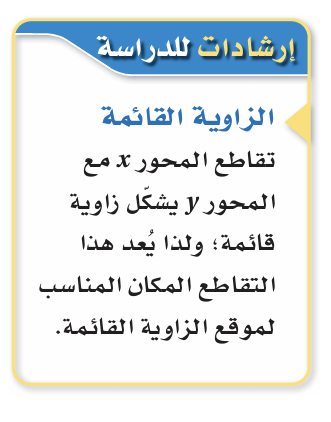 إرشادات للدراسة
الزاوية القائمة
تقاطع المحور x مع
المحور y يشكّل زاوية
قائمة؛ ولذا يُعد هذا
التقاطع المكان المناسب
لموقع الزاوية القائمة.